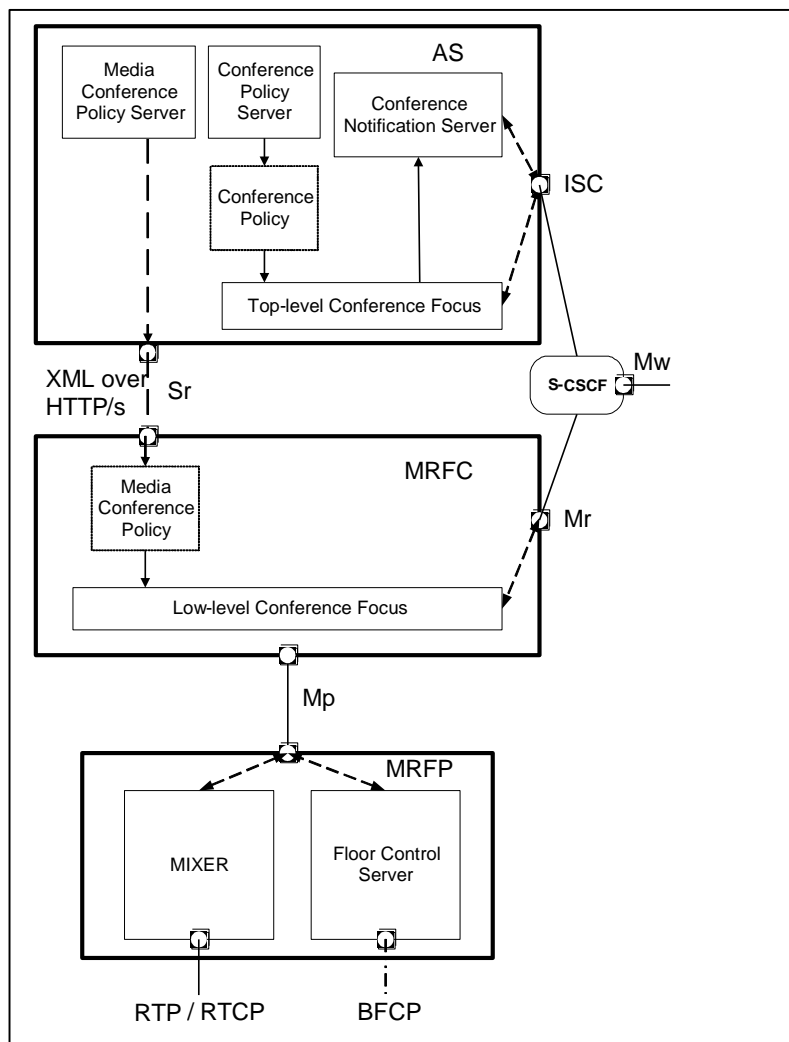 AS
Media
Conference
Policy Server
Conference
Policy
Server
Conference
Notification Server
Conference
Policy
ISC
Top-level Conference Focus
XML over
HTTP/s
Sr
S-CSCF
Mw
MRFC
Media
Conference
Policy
Mr
Low-level Conference Focus
Mp
MRFP
MIXER
Floor Control
Server
RTP / RTCP
BFCP